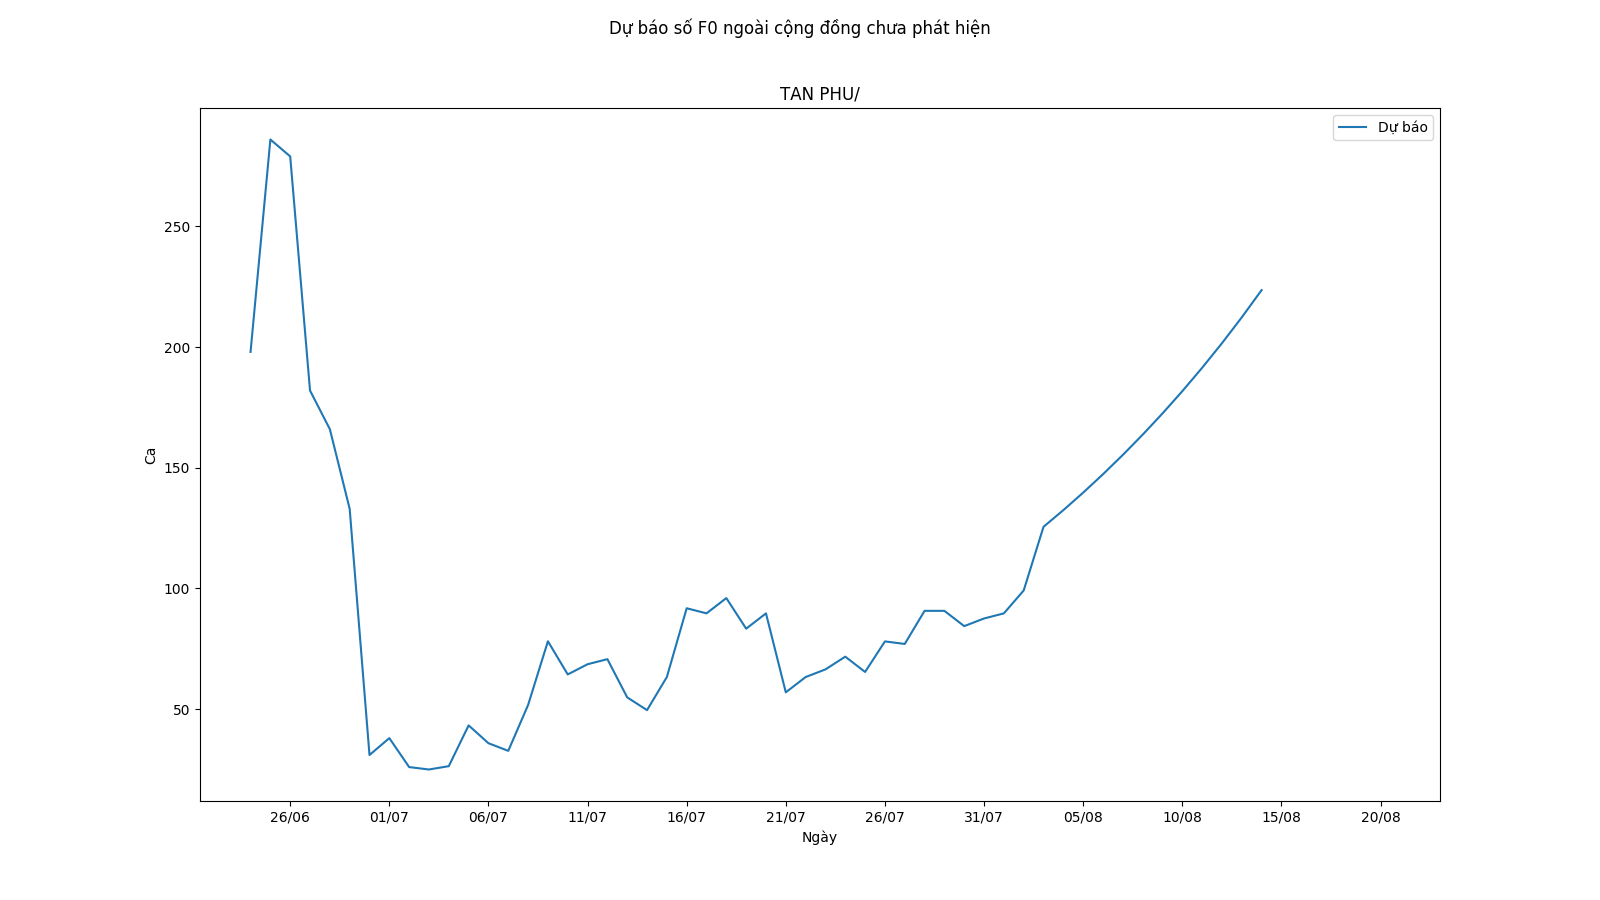 Dự báo số F0 ngoài cộng đồng chưa phát hiện
TAN PHU/
Dự báo
Ca
250
200
150
100
50
26/06 01/07 06/07 11/07 16/07 21/07 26/07 31/07 05/08 10/08 15/08 20/08
Ngày